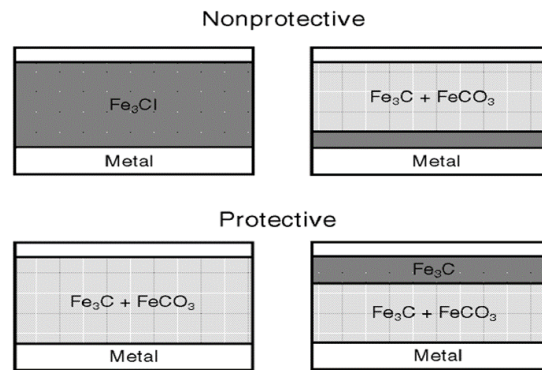 Nonprotective
Fe₃Cl
Fe₃C + FeCO₃
Metal
Metal
Protective
Fe₃C
Fe₃C + FeCO₃
Fe₃C + FeCO₃
Metal
Metal